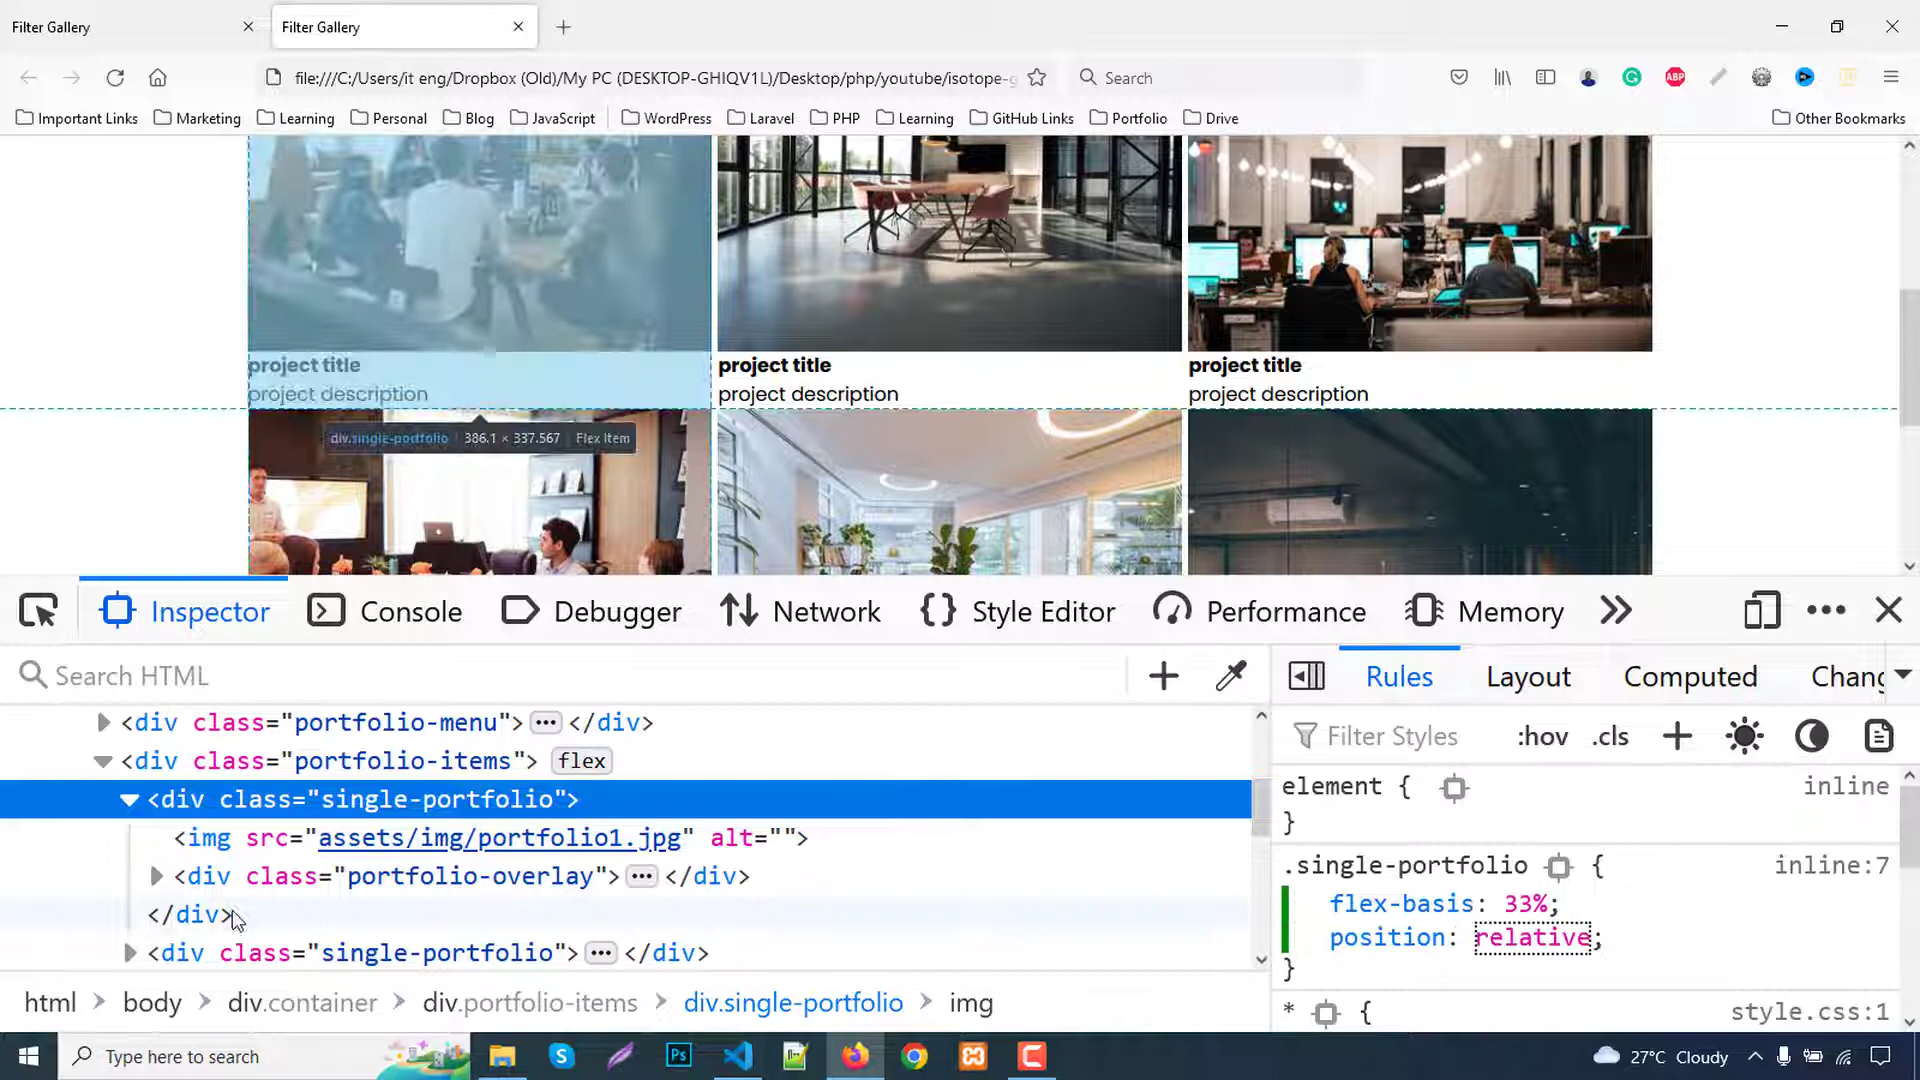 Filter Gallery
Filter Gallery
file:///C:/Users/it eng/Dropbox (Old)/My PC (DESKTOP-GHIQV1L)/Desktop/php/youtube/isotope-g
Search
Important Links Marketing Learning Personal Blog JavaScript WordPress Laravel PHP Learning GitHub Links Portfolio Drive Other Bookmarks
ABP
project title
project description
project title
project description
project title
project description
div.single-portfolio 386.1 × 337.567 Flex Item
Inspector Console Debugger Network Style Editor Performance Memory
Search HTML
Rules Layout Computed Chang
<div class="portfolio-menu"> ••• </div>
<div class="portfolio-items"> flex
<div class="single-portfolio">
<img src="assets/img/portfolio1.jpg" alt="">
<div class="portfolio-overlay"> ••• </div>
</div>
<div class="single-portfolio"> ••• </div>
Filter Styles :hov .cls
element { inline
}
.single-portfolio { inline:7
flex-basis: 33%;
position: relative;
}
* { style.css:1
html > body > div.container > div.portfolio-items > div.single-portfolio > img
Type here to search
Ps
27°C Cloudy